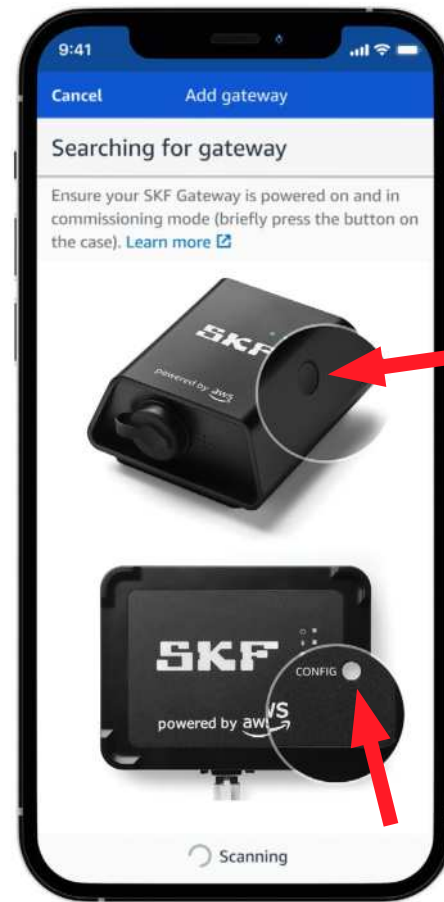 9:41
Cancel
Add gateway
Searching for gateway
Ensure your SKF Gateway is powered on and in
commissioning mode (briefly press the button on
the case). Learn more
SKF
powered by aws
SKF
CONFIG
powered by aws
Scanning